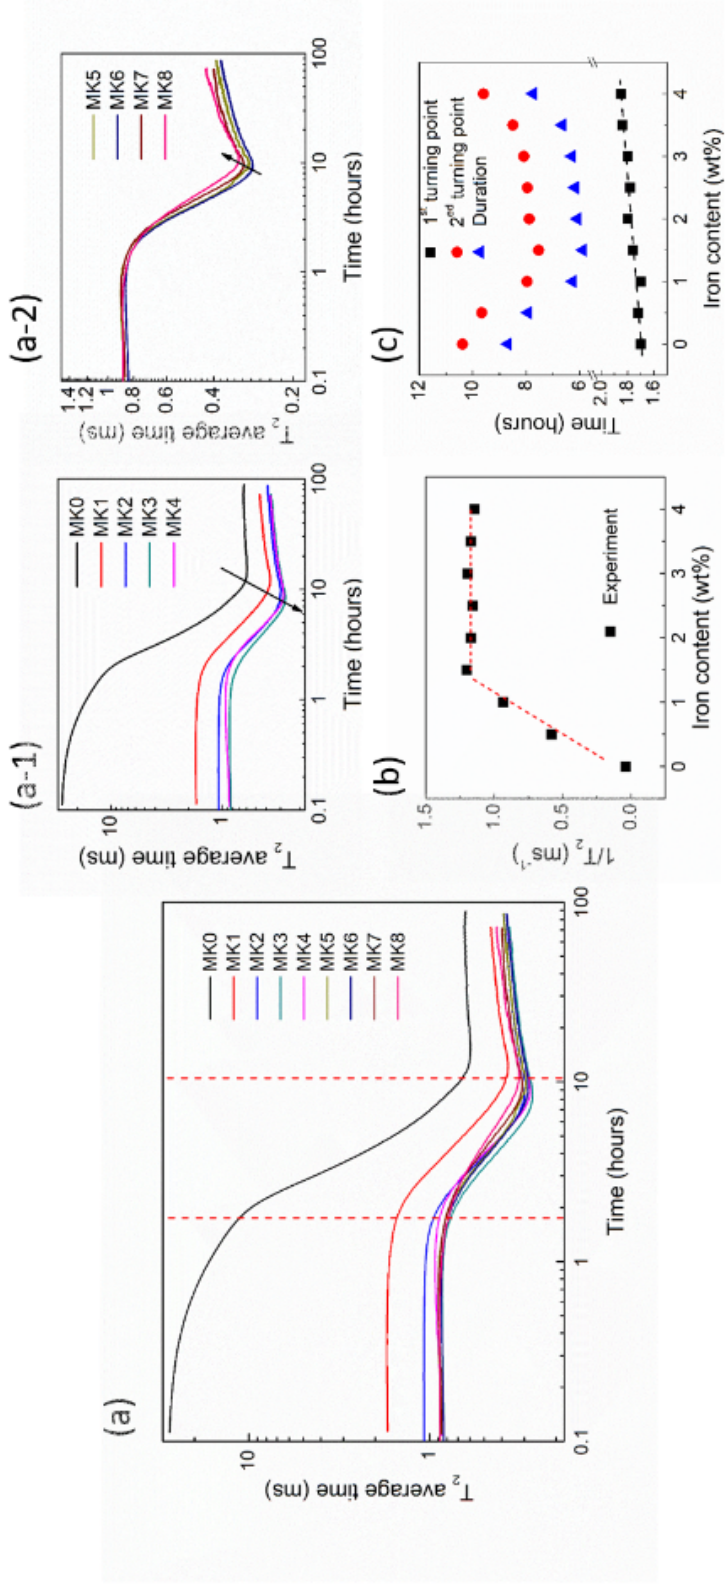 (a)
T2 average time (ms)
10
1
0.1
1
10
100
Time (hours)
MK0
MK1
MK2
MK3
MK4
MK5
MK6
MK7
MK8
(a-1)
T2 average time (ms)
10
1
0.1
1
10
100
Time (hours)
MK0
MK1
MK2
MK3
MK4
(a-2)
T2 average time (ms)
1.4
1.2
1
0.8
0.6
0.4
0.2
0.1
1
10
100
Time (hours)
MK5
MK6
MK7
MK8
(b)
1/T2 (ms-1)
1.5
1.0
0.5
0.0
0
1
2
3
4
Iron content (wt%)
Experiment
(c)
Time (hours)
12
10
8
6
2.0
1.8
1.6
0
1
2
3
4
Iron content (wt%)
1st turning point
2ed turning point
Duration